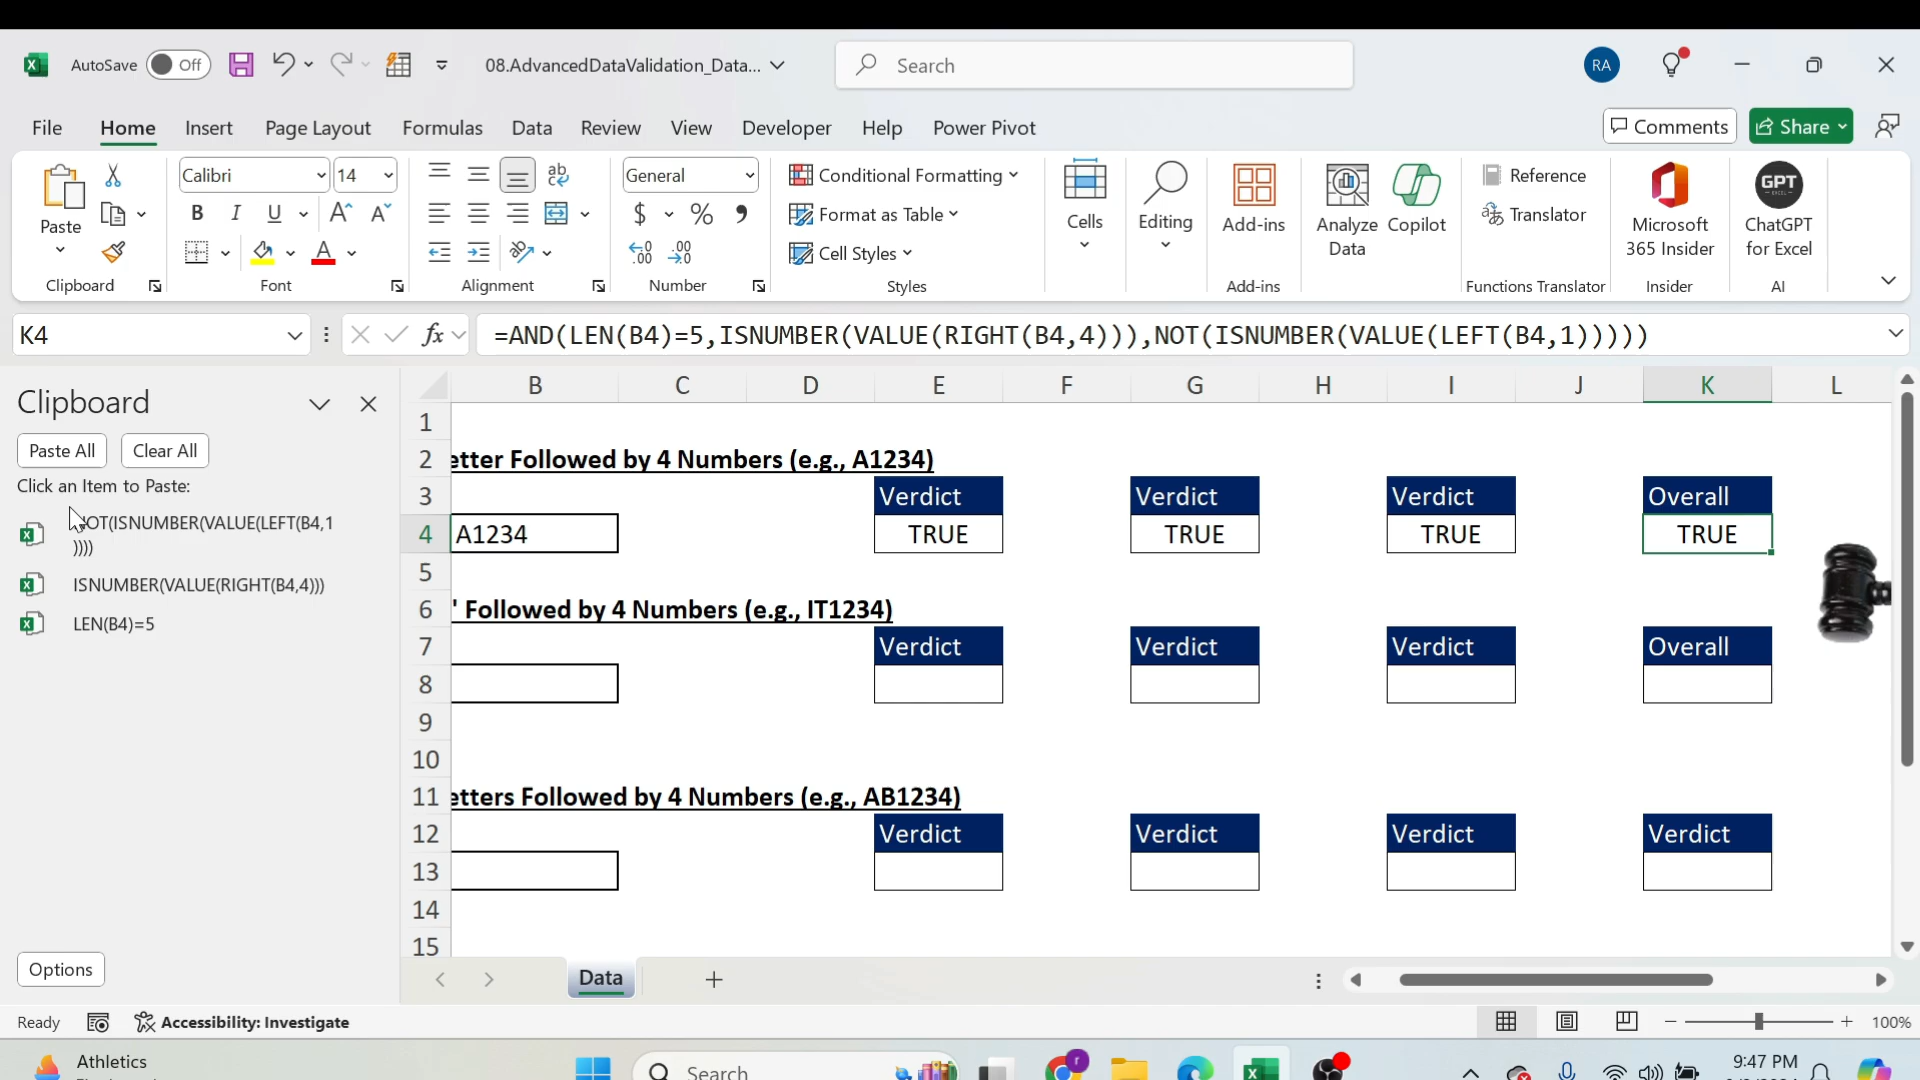 AutoSave Off 08.AdvancedDataValidation_Data... Search RA
File Home Insert Page Layout Formulas Data Review View Developer Help Power Pivot Comments Share
Paste
Clipboard
Calibri 14
B I U A A
A
Font
ab
Alignment
General
$ % ,
Number
Conditional Formatting
Format as Table
Cell Styles
Styles
Cells
Editing
Add-ins
Add-ins
Analyze Data
Copilot
Reference
Translator
Functions Translator
Microsoft 365 Insider
Insider
GPT
EXCEL
ChatGPT for Excel
AI
K4 fx =AND(LEN(B4)=5,ISNUMBER(VALUE(RIGHT(B4,4))),NOT(ISNUMBER(VALUE(LEFT(B4,1)))))
Clipboard
Paste All Clear All
Click an Item to Paste:
NOT(ISNUMBER(VALUE(LEFT(B4,1
))))
ISNUMBER(VALUE(RIGHT(B4,4)))
LEN(B4)=5
Options
B C D E F G H I J K L
1
2 etter Followed by 4 Numbers (e.g., A1234)
3 Verdict Verdict Verdict Overall
4 A1234 TRUE TRUE TRUE TRUE
5
6 ' Followed by 4 Numbers (e.g., IT1234)
7 Verdict Verdict Verdict Overall
8
9
10
11 etters Followed by 4 Numbers (e.g., AB1234)
12 Verdict Verdict Verdict Verdict
13
14
15
Data
Ready Accessibility: Investigate 100%
Athletics
Search
9:47 PM